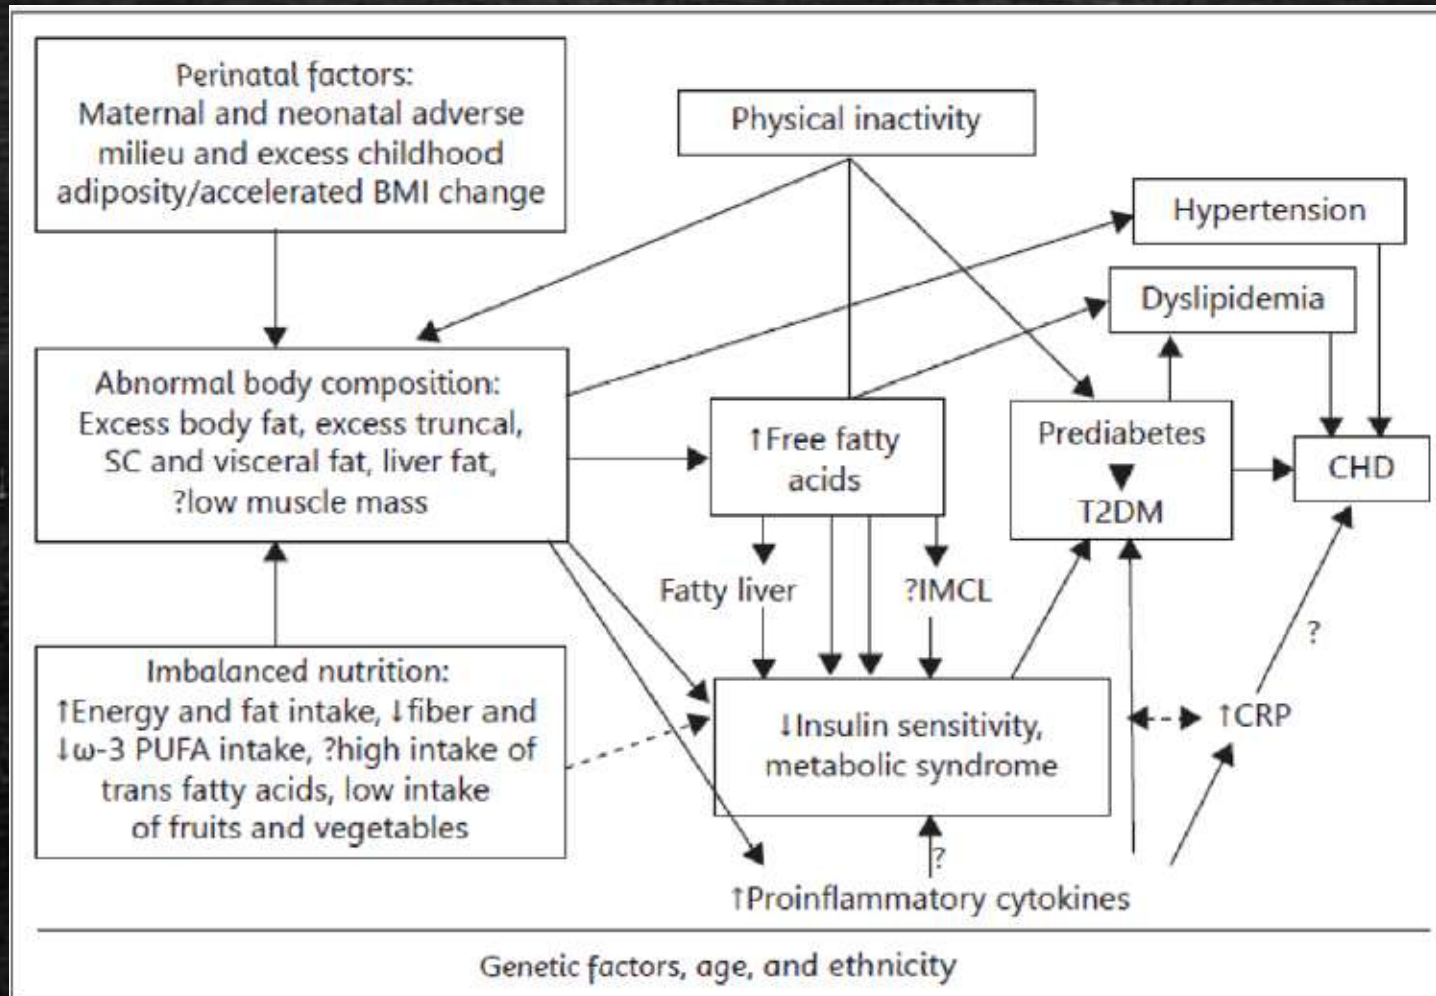 Perinatal factors:
Maternal and neonatal adverse
milieu and excess childhood
adiposity/accelerated BMI change
Physical inactivity
Hypertension
Dyslipidemia
Abnormal body composition:
Excess body fat, excess truncal,
SC and visceral fat, liver fat,
?low muscle mass
↑Free fatty
acids
Prediabetes
T2DM
CHD
Fatty liver
?IMCL
Imbalanced nutrition:
↑Energy and fat intake, ↓fiber and
↓ω-3 PUFA intake, ?high intake of
trans fatty acids, low intake
of fruits and vegetables
↓Insulin sensitivity,
metabolic syndrome
?
↑CRP
?
↑Proinflammatory cytokines
Genetic factors, age, and ethnicity